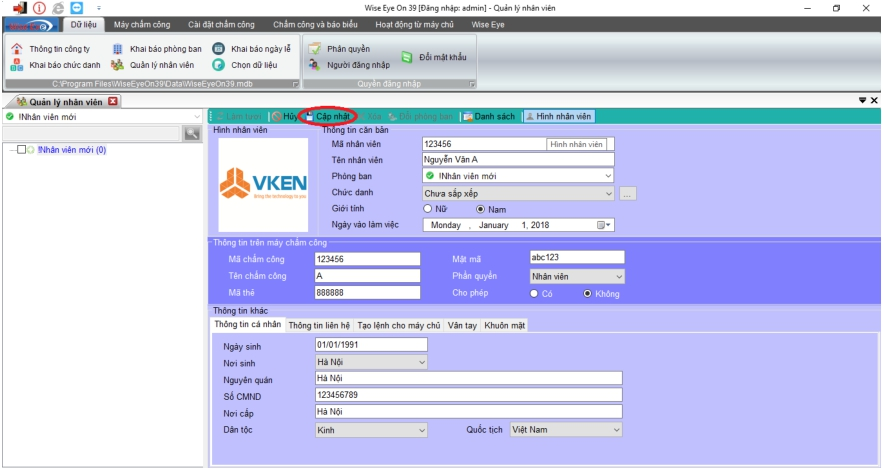 Wise Eye On 39 [Đăng nhập: admin] - Quản lý nhân viên
Dữ liệu Máy chấm công Cài đặt chấm công Chấm công và báo biểu Hoạt động từ máy chủ Wise Eye
Thông tin công ty Khai báo phòng ban Khai báo ngày lễ Phân quyền
Đổi mật khẩu
Khai báo chức danh Quản lý nhân viên Chọn dữ liệu Người đăng nhập
C:\Program Files\WiseEyeOn39\Data\WiseEyeOn39.mdb Quyền đăng nhập
Quản lý nhân viên
!Nhân viên mới Làm tươi Hủy Cập nhật Xóa Đổi phòng ban Danh sách Hình nhân viên
!Nhân viên mới (0)
Hình nhân viên
VKEN
Bring the technology to you
Thông tin căn bản
Mã nhân viên 123456 Hình nhân viên
Tên nhân viên Nguyễn Văn A
Phòng ban !Nhân viên mới
Chức danh Chưa sắp xếp ...
Giới tính Nữ Nam
Ngày vào làm việc Monday , January 1, 2018
Thông tin trên máy chấm công
Mã chấm công 123456 Mật mã abc123
Tên chấm công A Phân quyền Nhân viên
Mã thẻ 888888 Cho phép Có Không
Thông tin khác
Thông tin cá nhân Thông tin liên hệ Tạo lệnh cho máy chủ Vân tay Khuôn mặt
Ngày sinh 01/01/1991
Nơi sinh Hà Nội
Nguyên quán Hà Nội
Số CMND 123456789
Nơi cấp Hà Nội
Dân tộc Kinh Quốc tịch Việt Nam